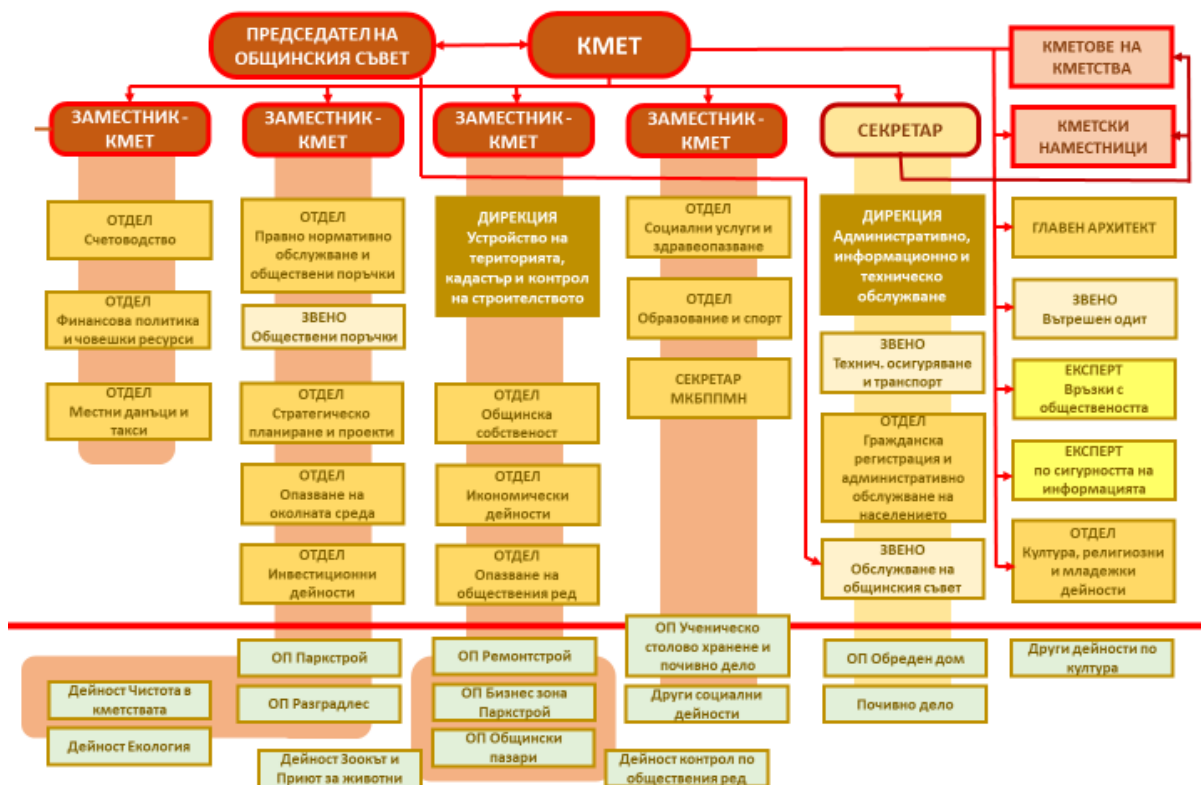 ПРЕДСЕДАТЕЛ НА
ОБЩИНСКИЯ СЪВЕТ
КМЕТ
КМЕТОВЕ НА
КМЕТСТВА
КМЕТСКИ
НАМЕСТНИЦИ
ЗАМЕСТНИК -
КМЕТ
ЗАМЕСТНИК -
КМЕТ
ЗАМЕСТНИК -
КМЕТ
ЗАМЕСТНИК -
КМЕТ
СЕКРЕТАР
ОТДЕЛ
Счетоводство
ОТДЕЛ
Финансова политика
и човешки ресурси
ОТДЕЛ
Местни данъци и
такси
ОТДЕЛ
Правно нормативно
обслужване и
обществени поръчки
ЗВЕНО
Обществени поръчки
ОТДЕЛ
Стратегическо
планиране и проекти
ОТДЕЛ
Опазване на
околната среда
ОТДЕЛ
Инвестиционни
дейности
ДИРЕКЦИЯ
Устройство на
територията,
кадастър и контрол
на строителството
ОТДЕЛ
Общинска
собственост
ОТДЕЛ
Икономически
дейности
ОТДЕЛ
Опазване на
обществения ред
ОТДЕЛ
Социални услуги и
здравеопазване
ОТДЕЛ
Образование и спорт
СЕКРЕТАР
МКБППМН
ДИРЕКЦИЯ
Административно,
информационно и
техническо
обслужване
ЗВЕНО
Технич. осигуряване
и транспорт
ОТДЕЛ
Гражданска
регистрация и
административно
обслужване на
населението
ЗВЕНО
Обслужване на
общинския съвет
ГЛАВЕН АРХИТЕКТ
ЗВЕНО
Вътрешен одит
ЕКСПЕРТ
Връзки с
обществеността
ЕКСПЕРТ
по сигурността на
информацията
ОТДЕЛ
Култура, религиозни
и младежки
дейности
Дейност Чистота в
кметствата
Дейност Екология
ОП Паркстрой
ОП Разградлес
Дейност Зоокът и
Приют за животни
ОП Ремонтстрой
ОП Бизнес зона
Паркстрой
ОП Общински
пазари
ОП Ученическо
столово хранене и
почивно дело
Други социални
дейности
Дейност контрол по
обществения ред
ОП Обреден дом
Почивно дело
Други дейности по
култура